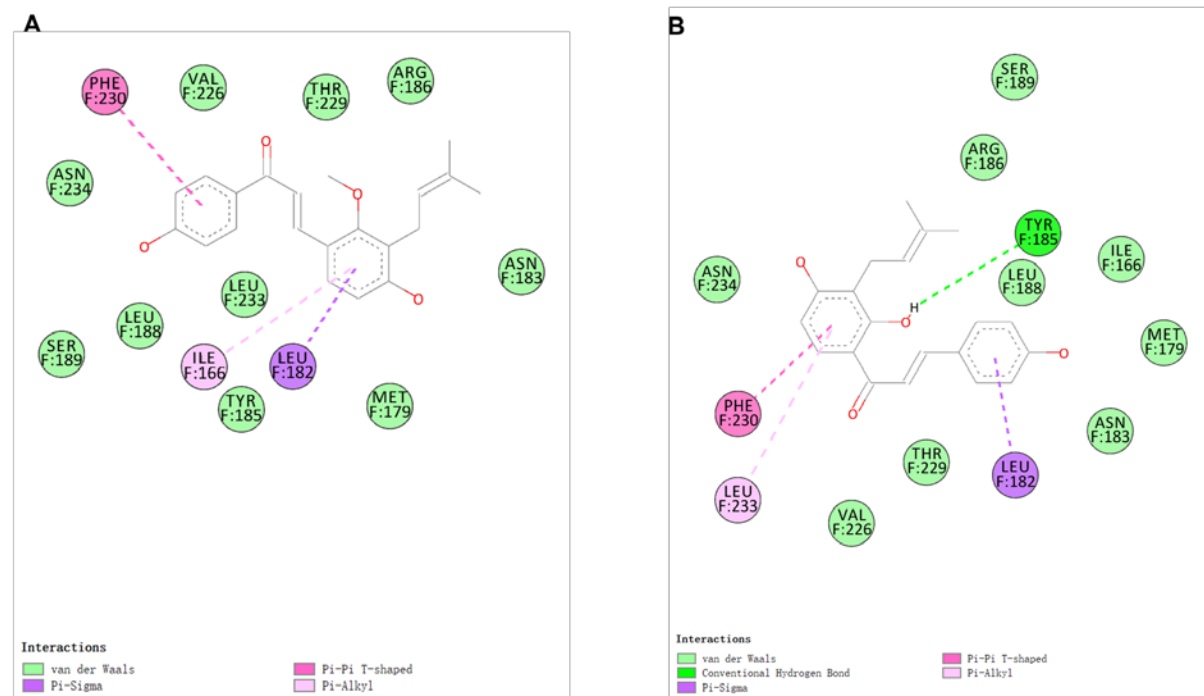 A
PHE
F:230
VAL
F:226
THR
F:229
ARG
F:186
O
ASN
F:234
O
O
ASN
F:183
O
LEU
F:233
LEU
F:188
SER
F:189
ILE
F:166
LEU
F:182
TYR
F:185
MET
F:179
Interactions
van der Waals
Pi-Sigma
Pi-Pi T-shaped
Pi-Alkyl
B
SER
F:189
ARG
F:186
TYR
F:185
ILE
F:166
ASN
F:234
O
LEU
F:188
H
O
MET
F:179
O
PHE
F:230
O
ASN
F:183
THR
F:229
LEU
F:182
LEU
F:233
VAL
F:226
Interactions
van der Waals
Conventional Hydrogen Bond
Pi-Sigma
Pi-Pi T-shaped
Pi-Alkyl